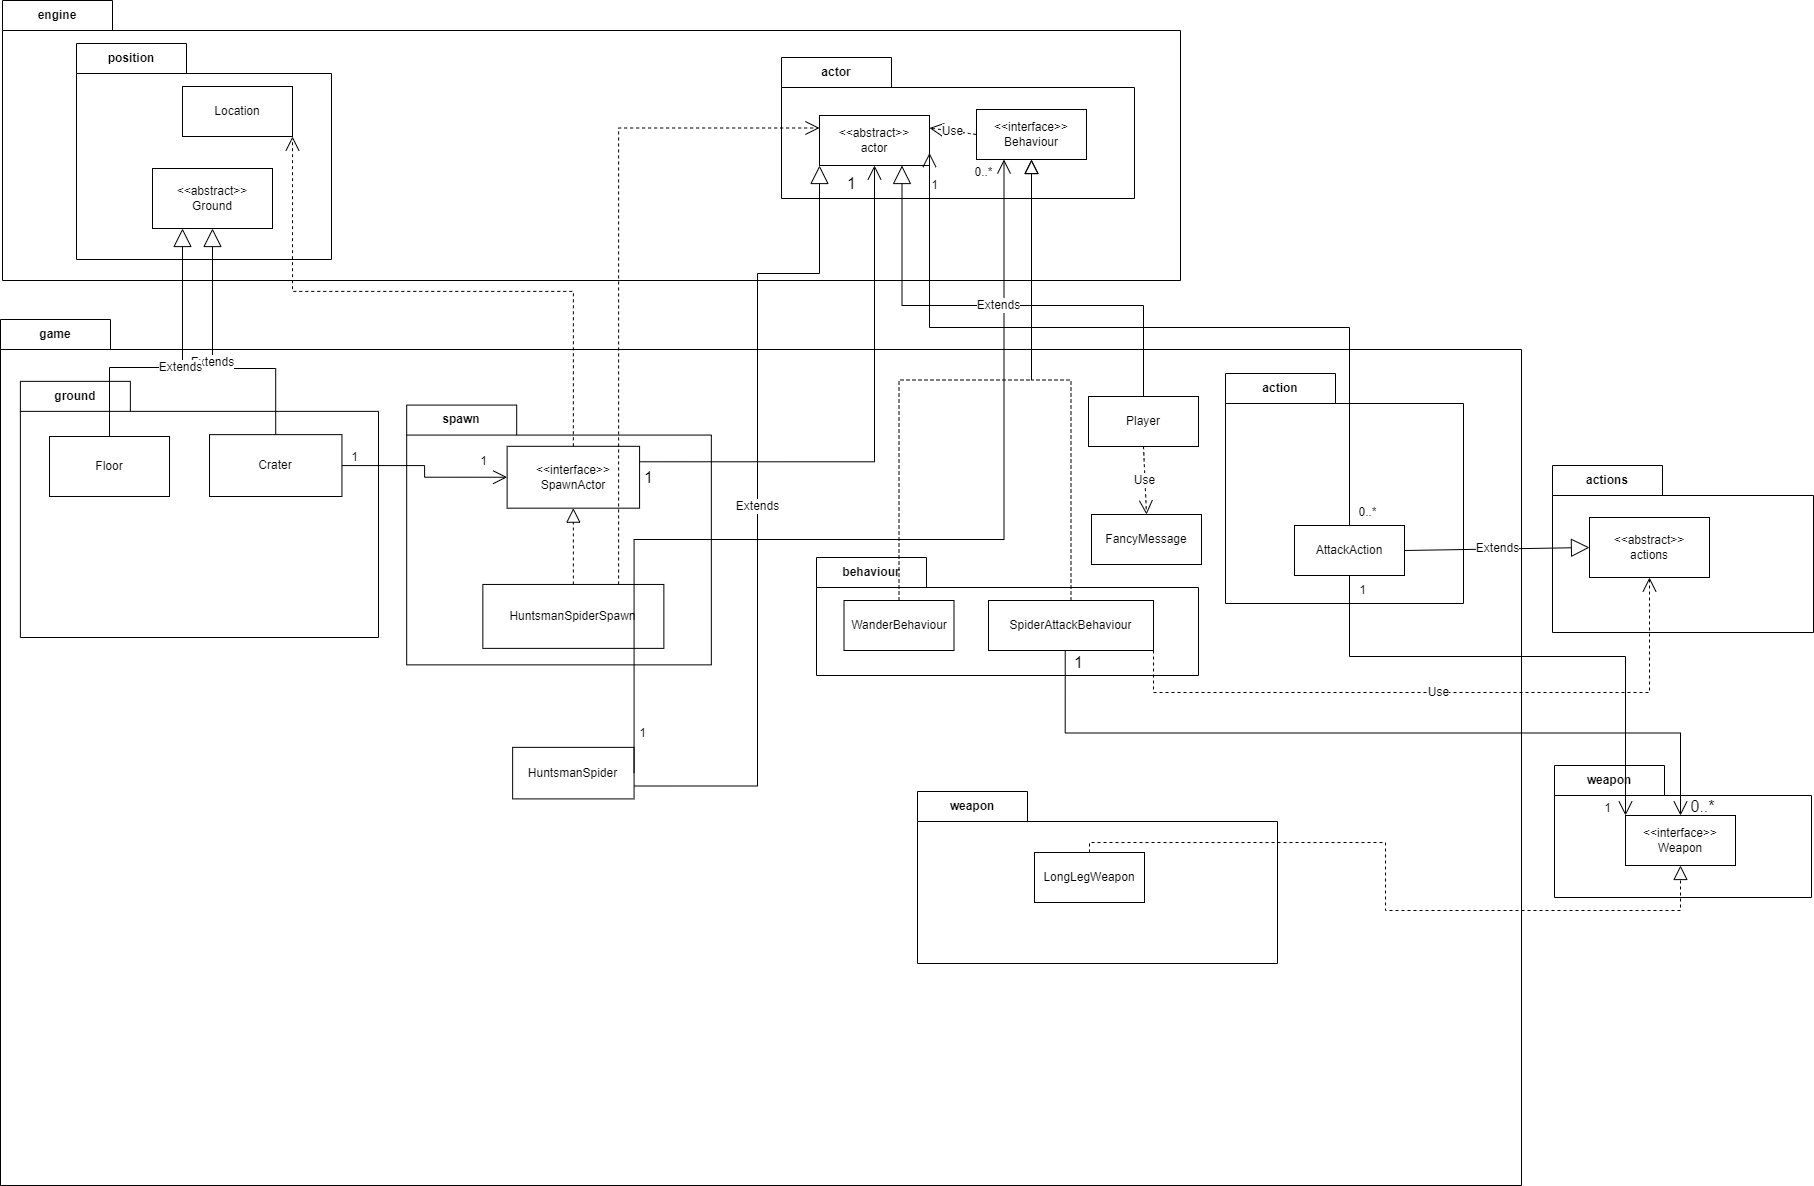 engine
position
actor
Location
<<abstract>>
actor
Use
<<interface>>
Behaviour
<<abstract>>
Ground
1
1
0..*
Extends
game
Extends
Extends
ground
spawn
action
Floor
Crater
1
1
<<interface>>
SpawnActor
1
Player
Use
FancyMessage
actions
<<abstract>>
actions
0..*
AttackAction
Extends
1
Extends
behaviour
HuntsmanSpiderSpawn
WanderBehaviour
SpiderAttackBehaviour
1
Use
1
HuntsmanSpider
weapon
LongLegWeapon
weapon
1
0..*
<<interface>>
Weapon